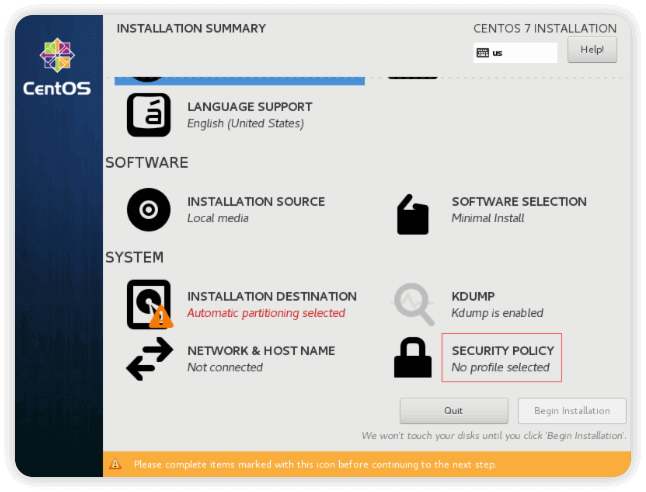 INSTALLATION SUMMARY
CENTOS 7 INSTALLATION
us
Help!
CentOS
LANGUAGE SUPPORT
English (United States)
SOFTWARE
INSTALLATION SOURCE
Local media
SOFTWARE SELECTION
Minimal Install
SYSTEM
INSTALLATION DESTINATION
Automatic partitioning selected
KDUMP
Kdump is enabled
NETWORK & HOST NAME
Not connected
SECURITY POLICY
No profile selected
Quit
Begin Installation
We won't touch your disks until you click 'Begin Installation'.
Please complete items marked with this icon before continuing to the next step.